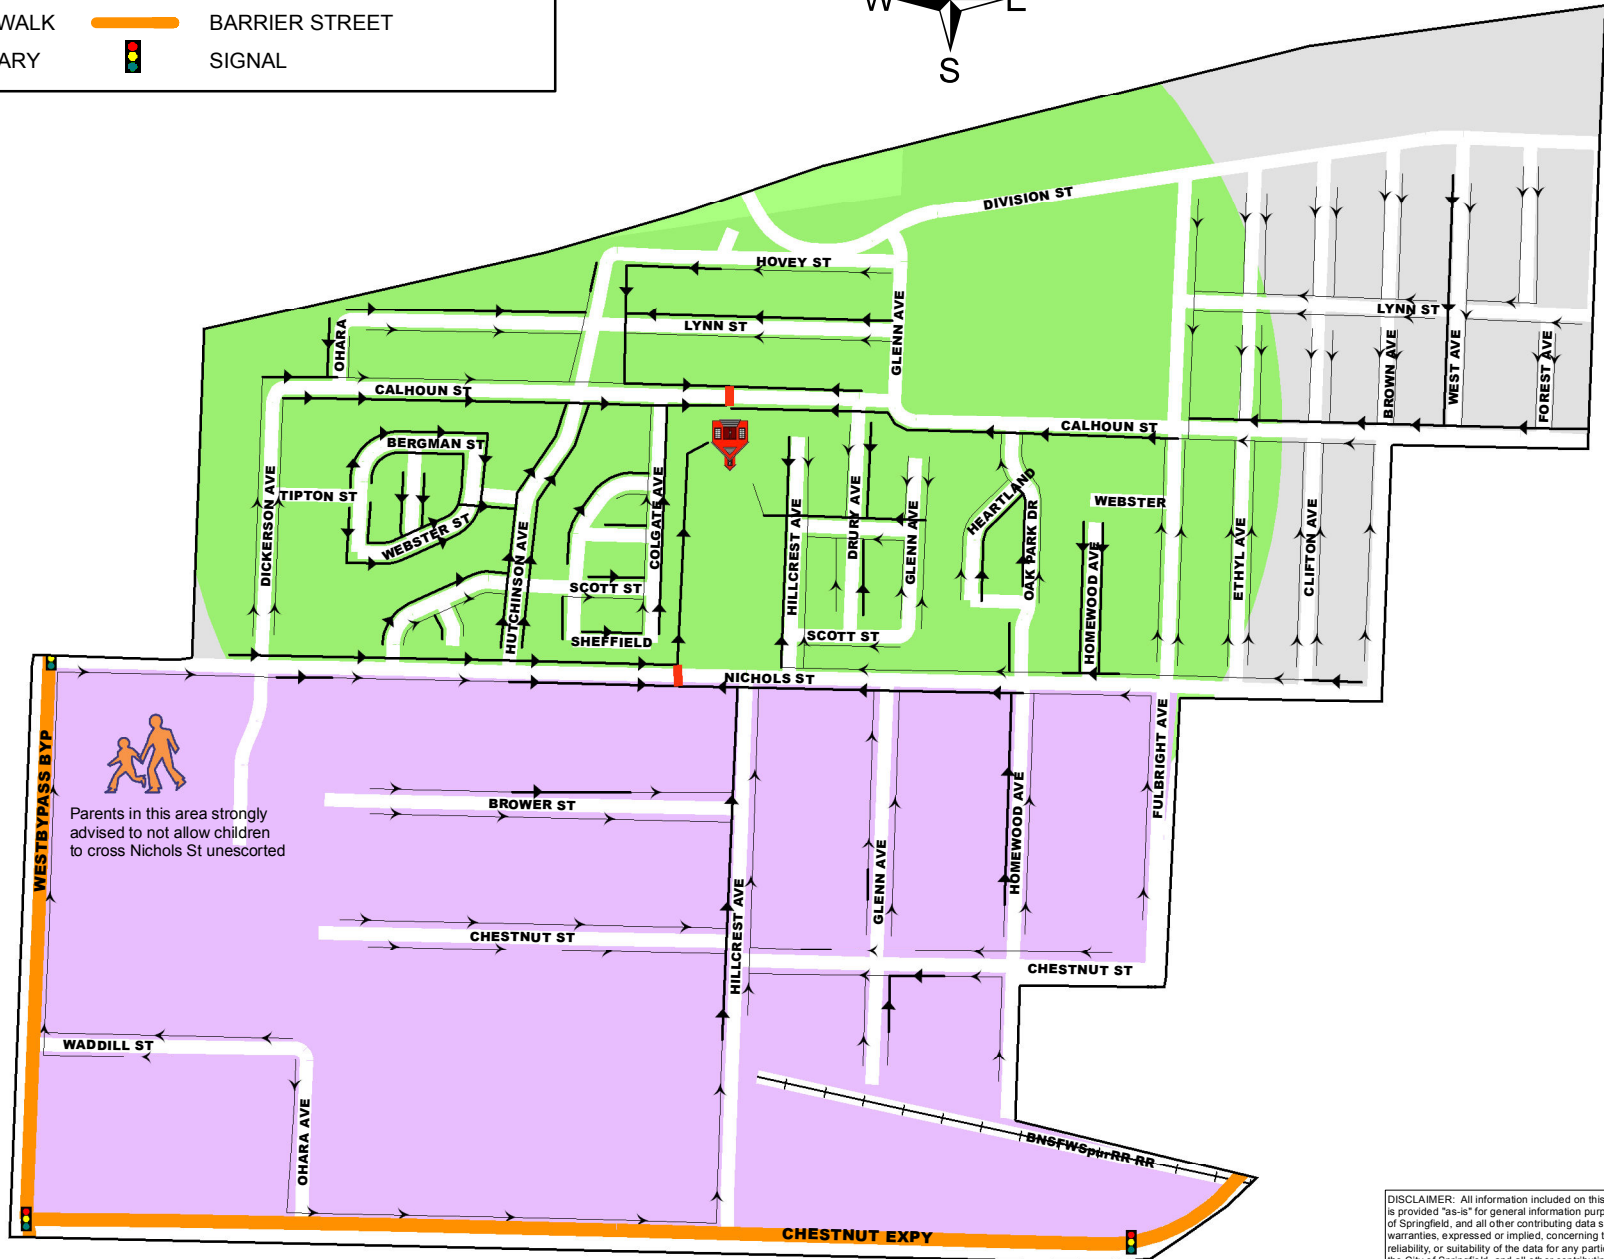 WALK
BARRIER STREET
ARY
SIGNAL
W
E
S
DIVISION ST
HOVEY ST
LYNN ST
GLENN AVE
OHARA
CALHOUN ST
LYNN ST
BROWN AVE
WEST AVE
FOREST AVE
CALHOUN ST
BERGMAN ST
TIPTON ST
WEBSTER ST
DICKERSON AVE
HUTCHINSON AVE
COLGATE AVE
SCOTT ST
SHEFFIELD
HILLCREST AVE
DRURY AVE
GLENN AVE
SCOTT ST
HEARTLAND
OAK PARK DR
WEBSTER
HOMEWOOD AVE
ETHYL AVE
CLIFTON AVE
NICHOLS ST
WESTBYPASS BYP
Parents in this area strongly
advised to not allow children
to cross Nichols St unescorted
BROWER ST
FULBRIGHT AVE
HOMEWOOD AVE
GLENN AVE
HILLCREST AVE
CHESTNUT ST
CHESTNUT ST
WADDILL ST
OHARA AVE
BNSFWSpurRR RR
CHESTNUT EXPY
DISCLAIMER: All information included on this
is provided "as-is" for general information purp
of Springfield, and all other contributing data s
warranties, expressed or implied, concerning t
reliability, or suitability of the data for any parti